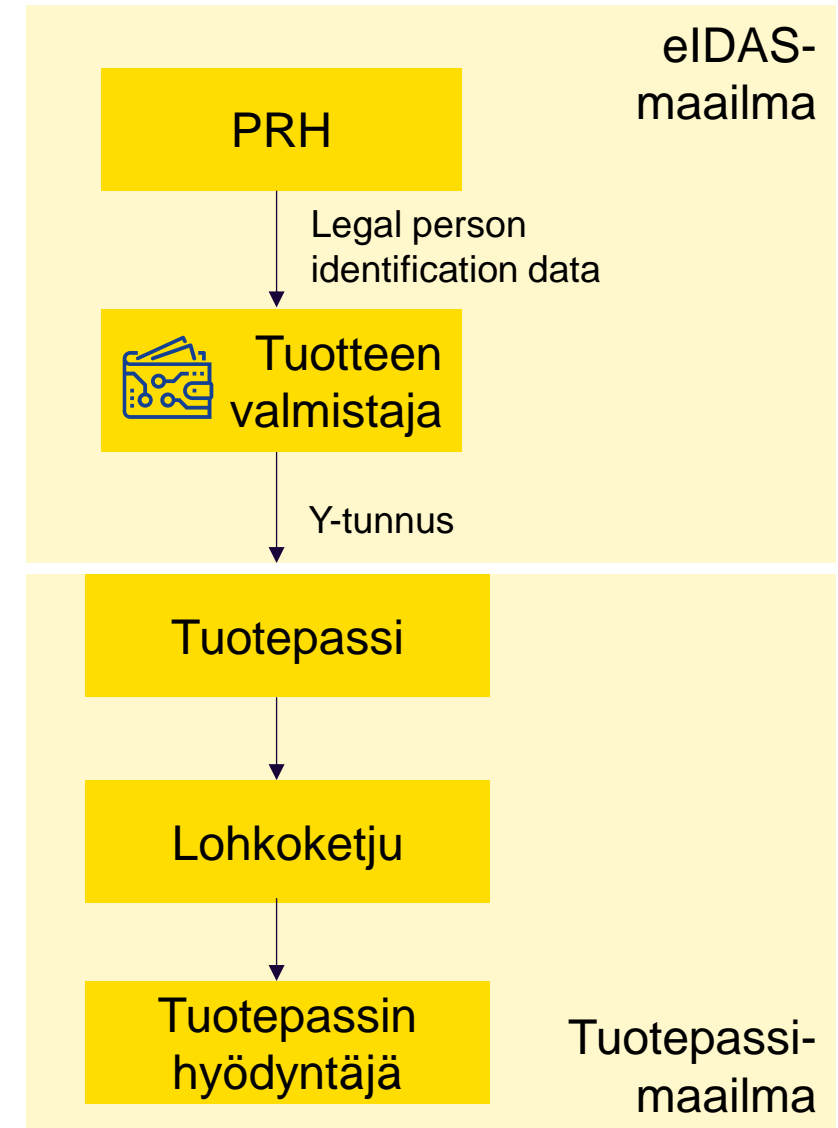 eIDAS-
maailma
PRH
Legal person
identification data
Tuotteen
valmistaja
Y-tunnus
Tuotepassi
Lohkoketju
Tuotepassin
hyödyntäjä
Tuotepassi-
maailma